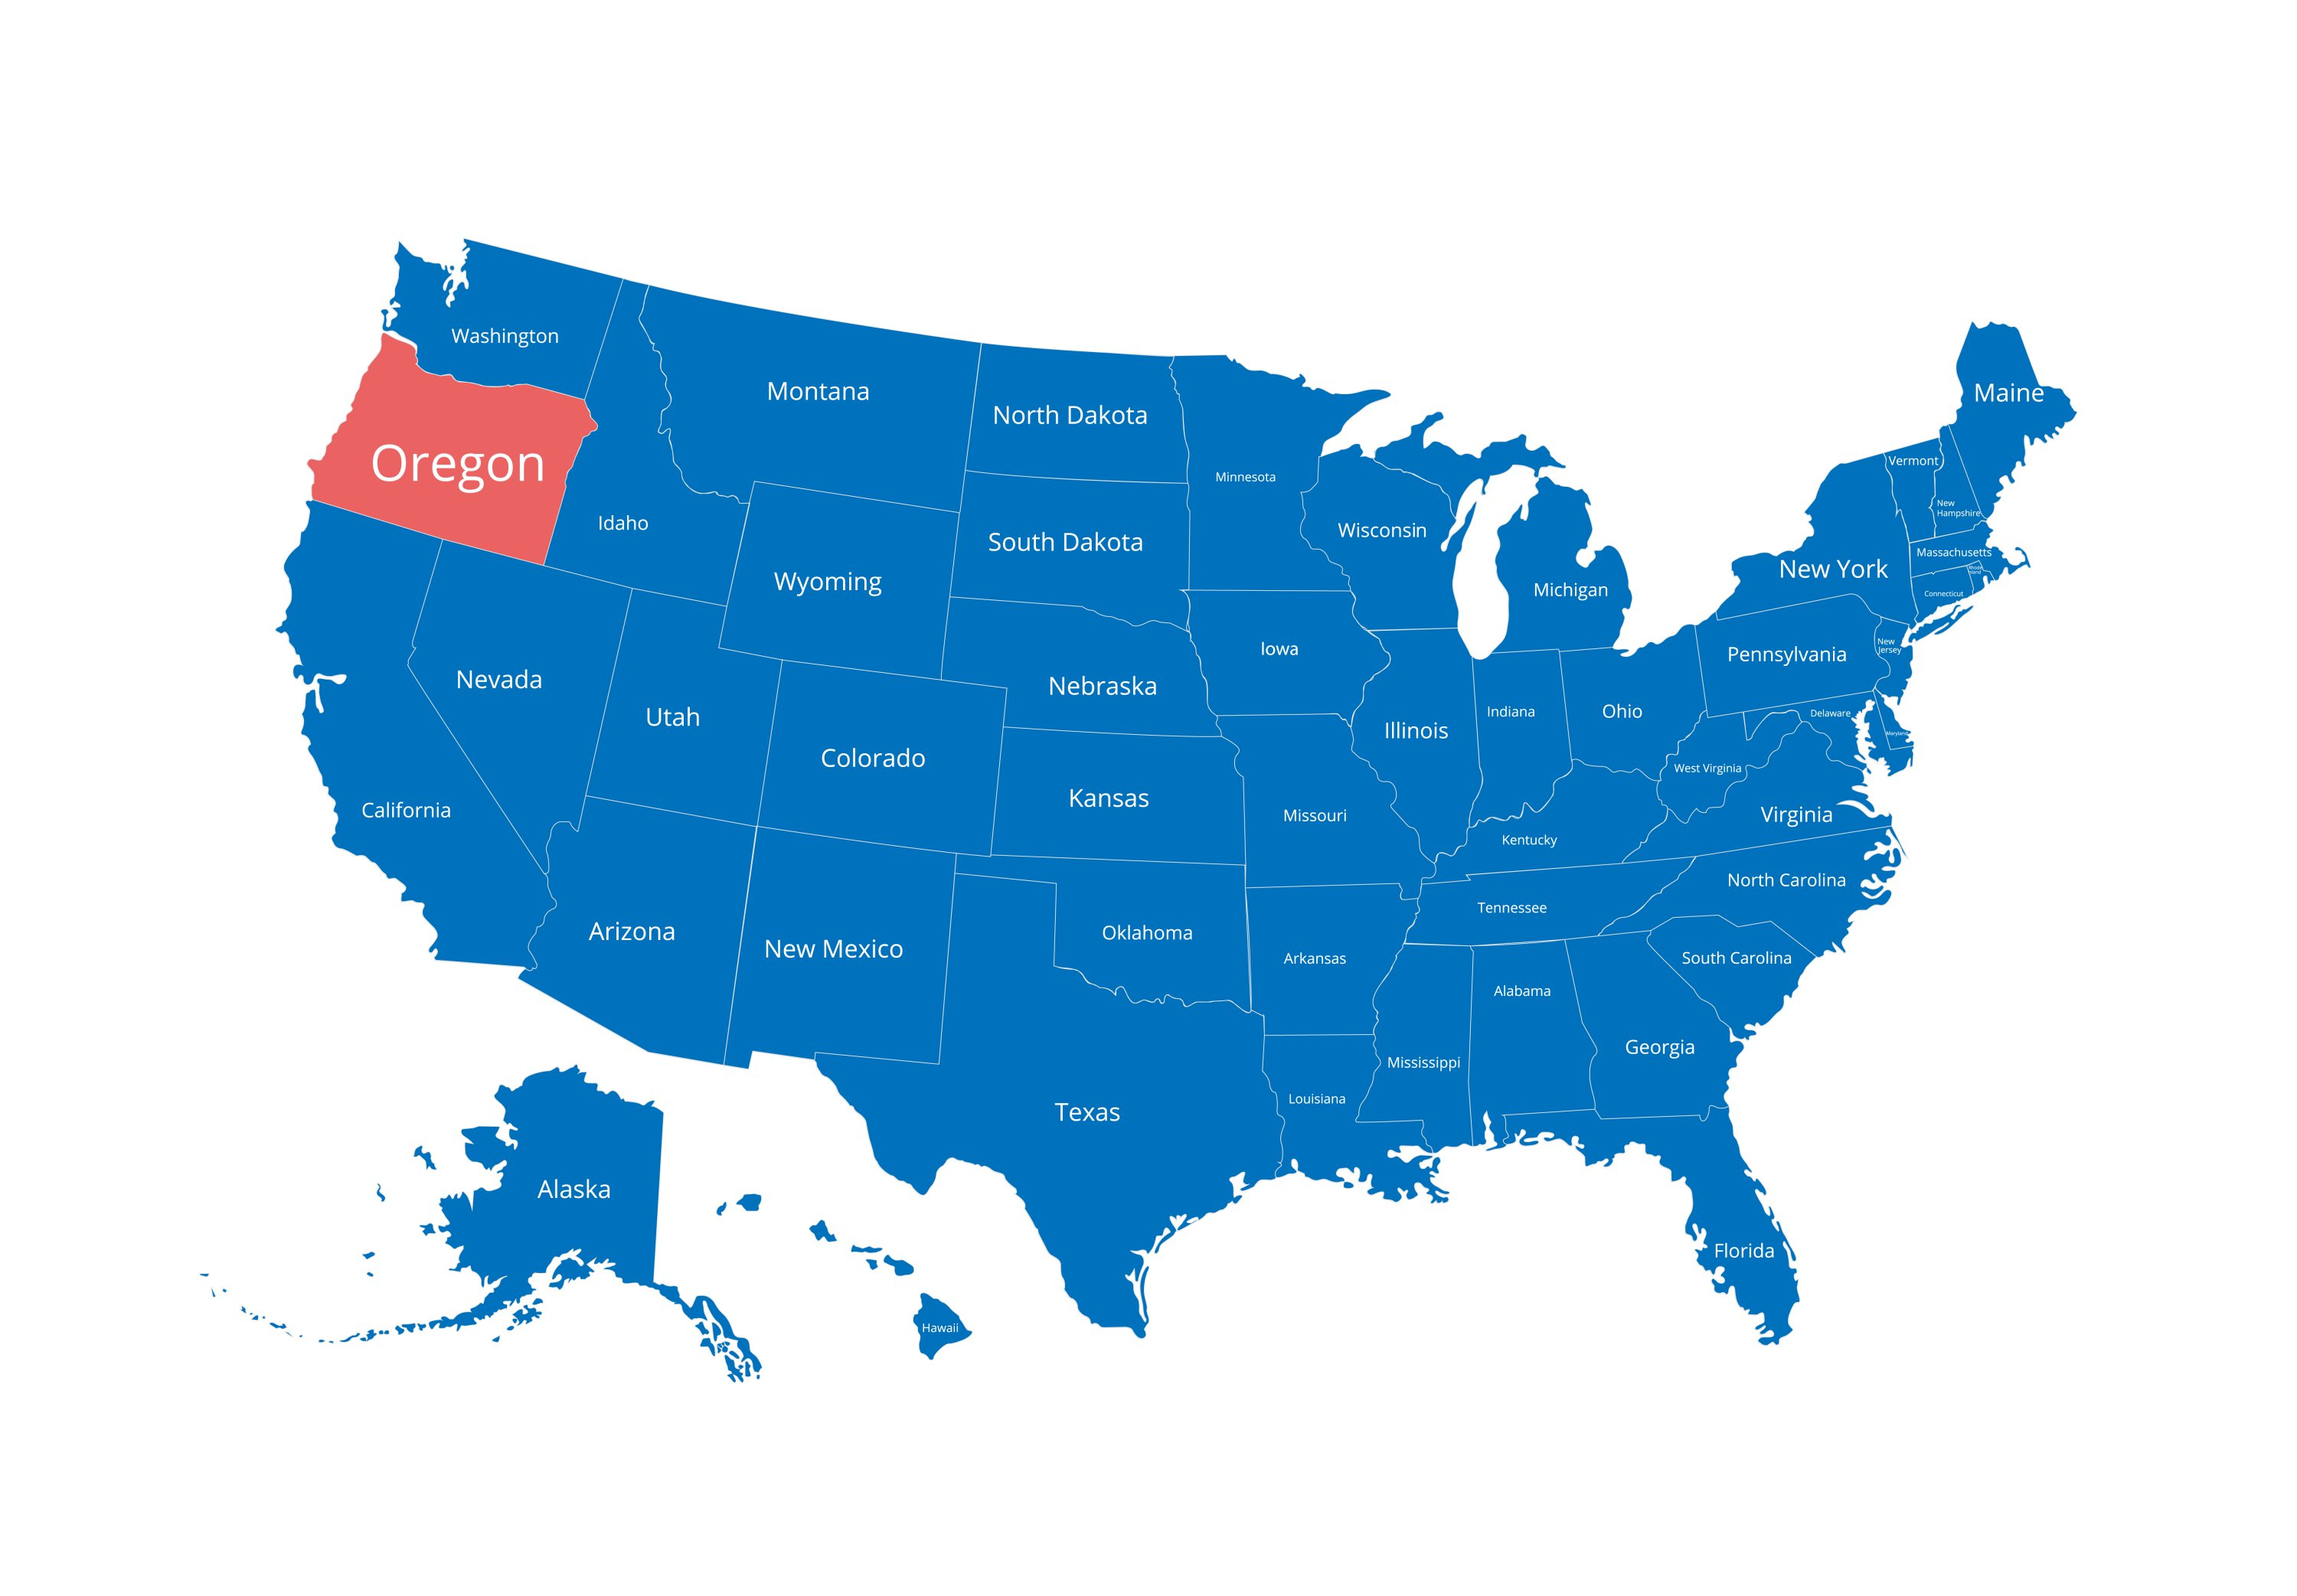 Washington
Montana
Maine
North Dakota
Oregon
Vermont
Minnesota
New
Hampshire
Idaho
Wisconsin
South Dakota
Massachusetts
New York
Rhode
Island
Wyoming
Michigan
Connecticut
New
Jersey
Iowa
Pennsylvania
Nevada
Nebraska
Utah
Indiana
Ohio
Delaware
Illinois
Maryland
Colorado
West Virginia
Kansas
California
Missouri
Virginia
Kentucky
North Carolina
Tennessee
Arizona
Oklahoma
New Mexico
Arkansas
South Carolina
Alabama
Georgia
Mississippi
Louisiana
Texas
Alaska
Florida
Hawaii